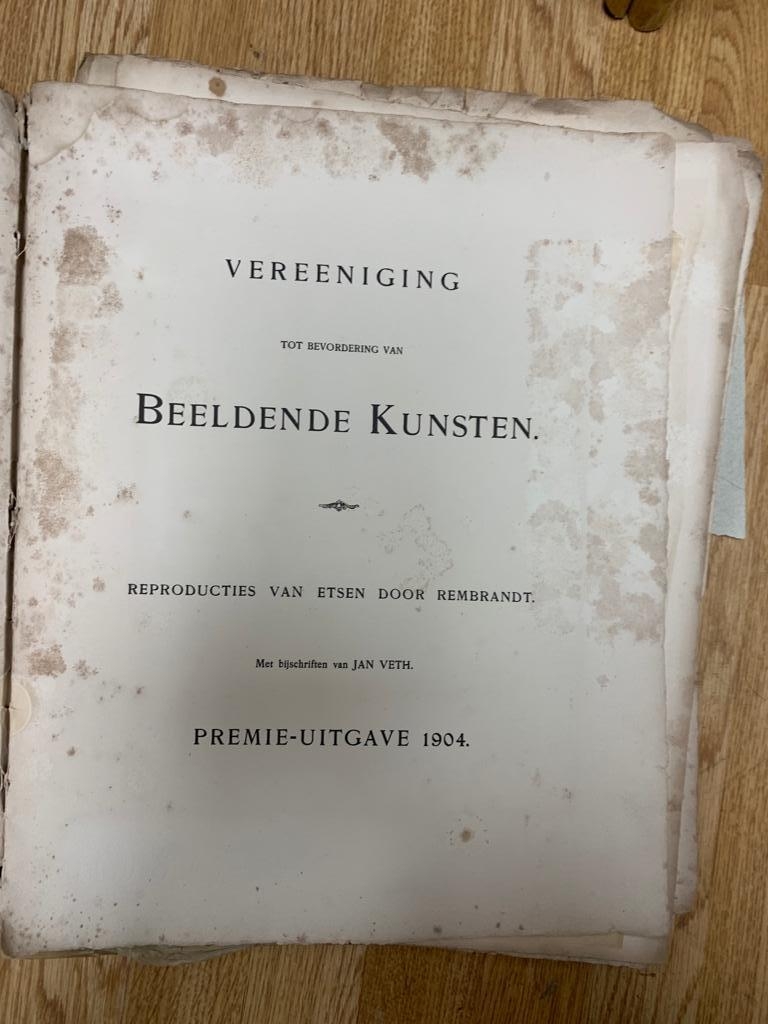 VEREENIGING
TOT BEVORDERING VAN
BEELDENDE KUNSTEN.
REPRODUCTIES VAN ETSEN DOOR REMBRANDT.
Met bijschriften van JAN VETH.
PREMIE-UITGAVE 1904.